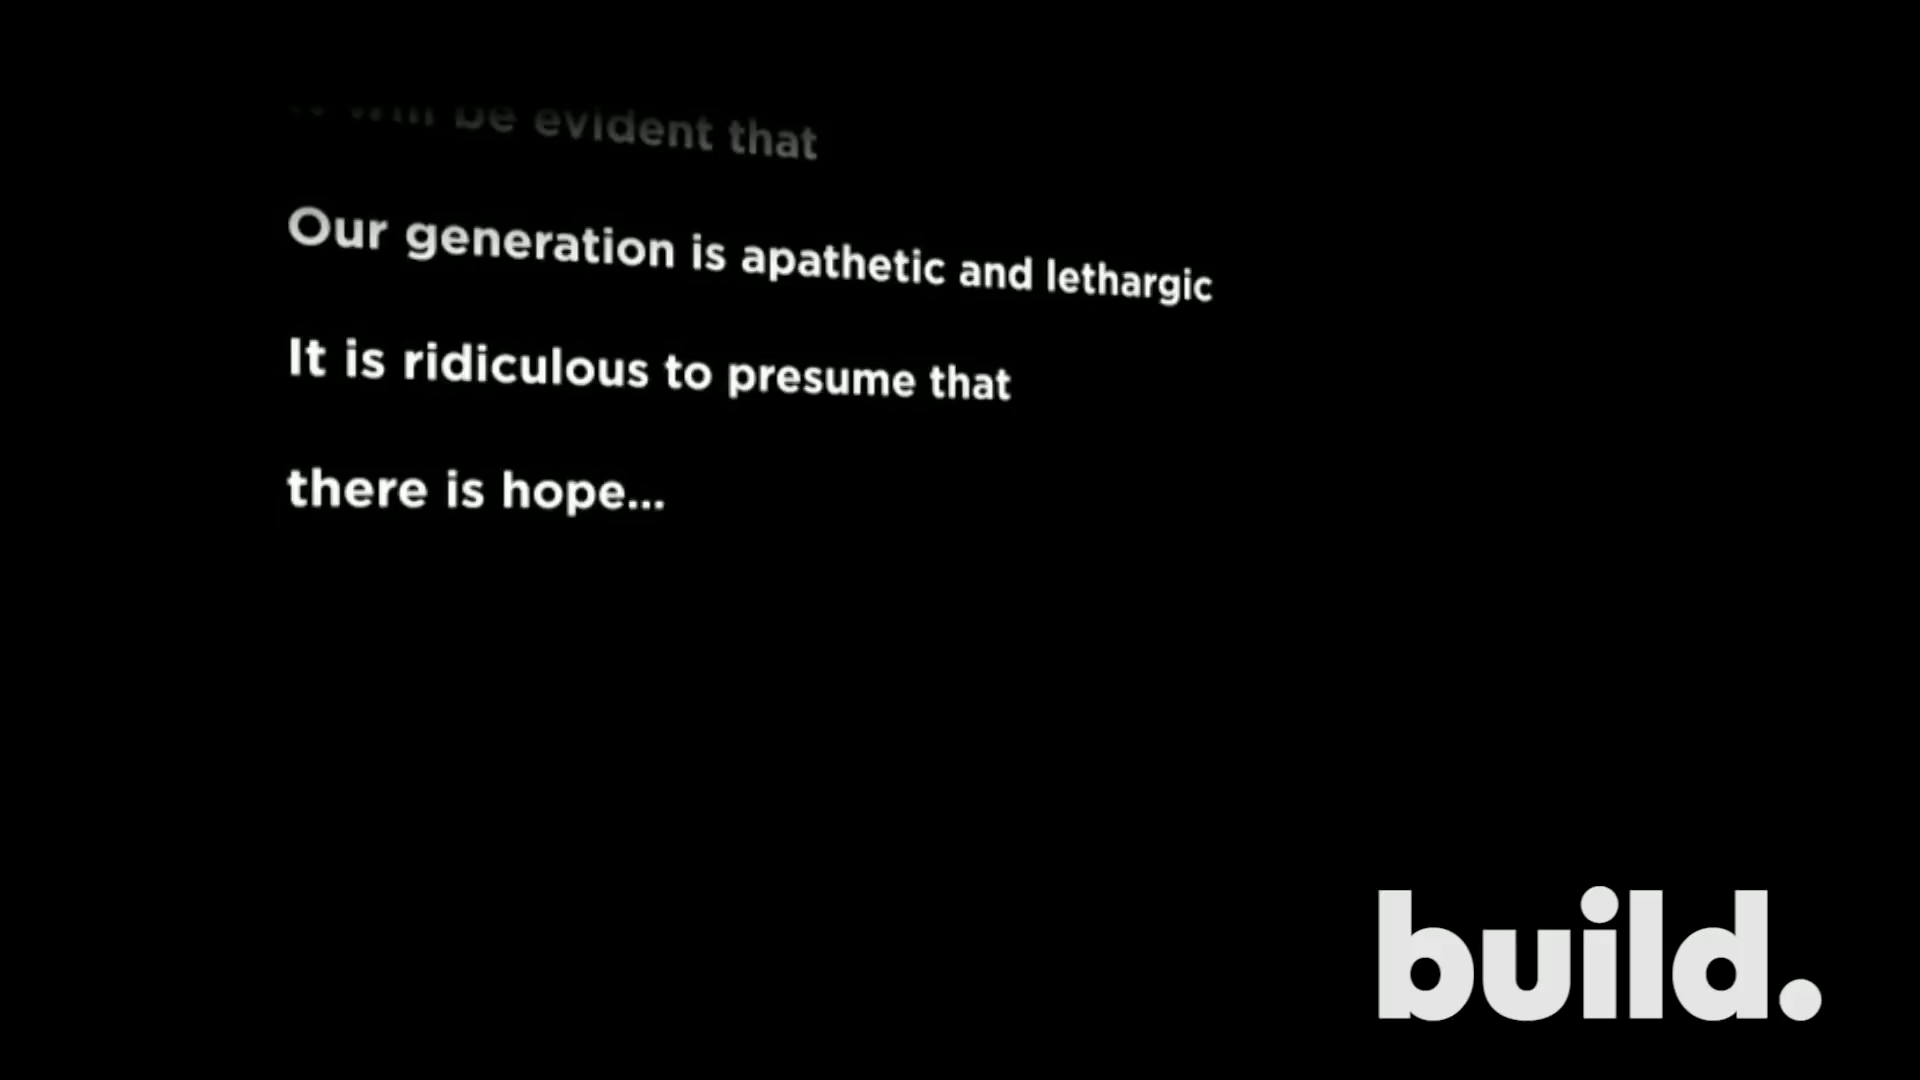 will be evident that
Our generation is apathetic and lethargic
It is ridiculous to presume that
there is hope...
build.